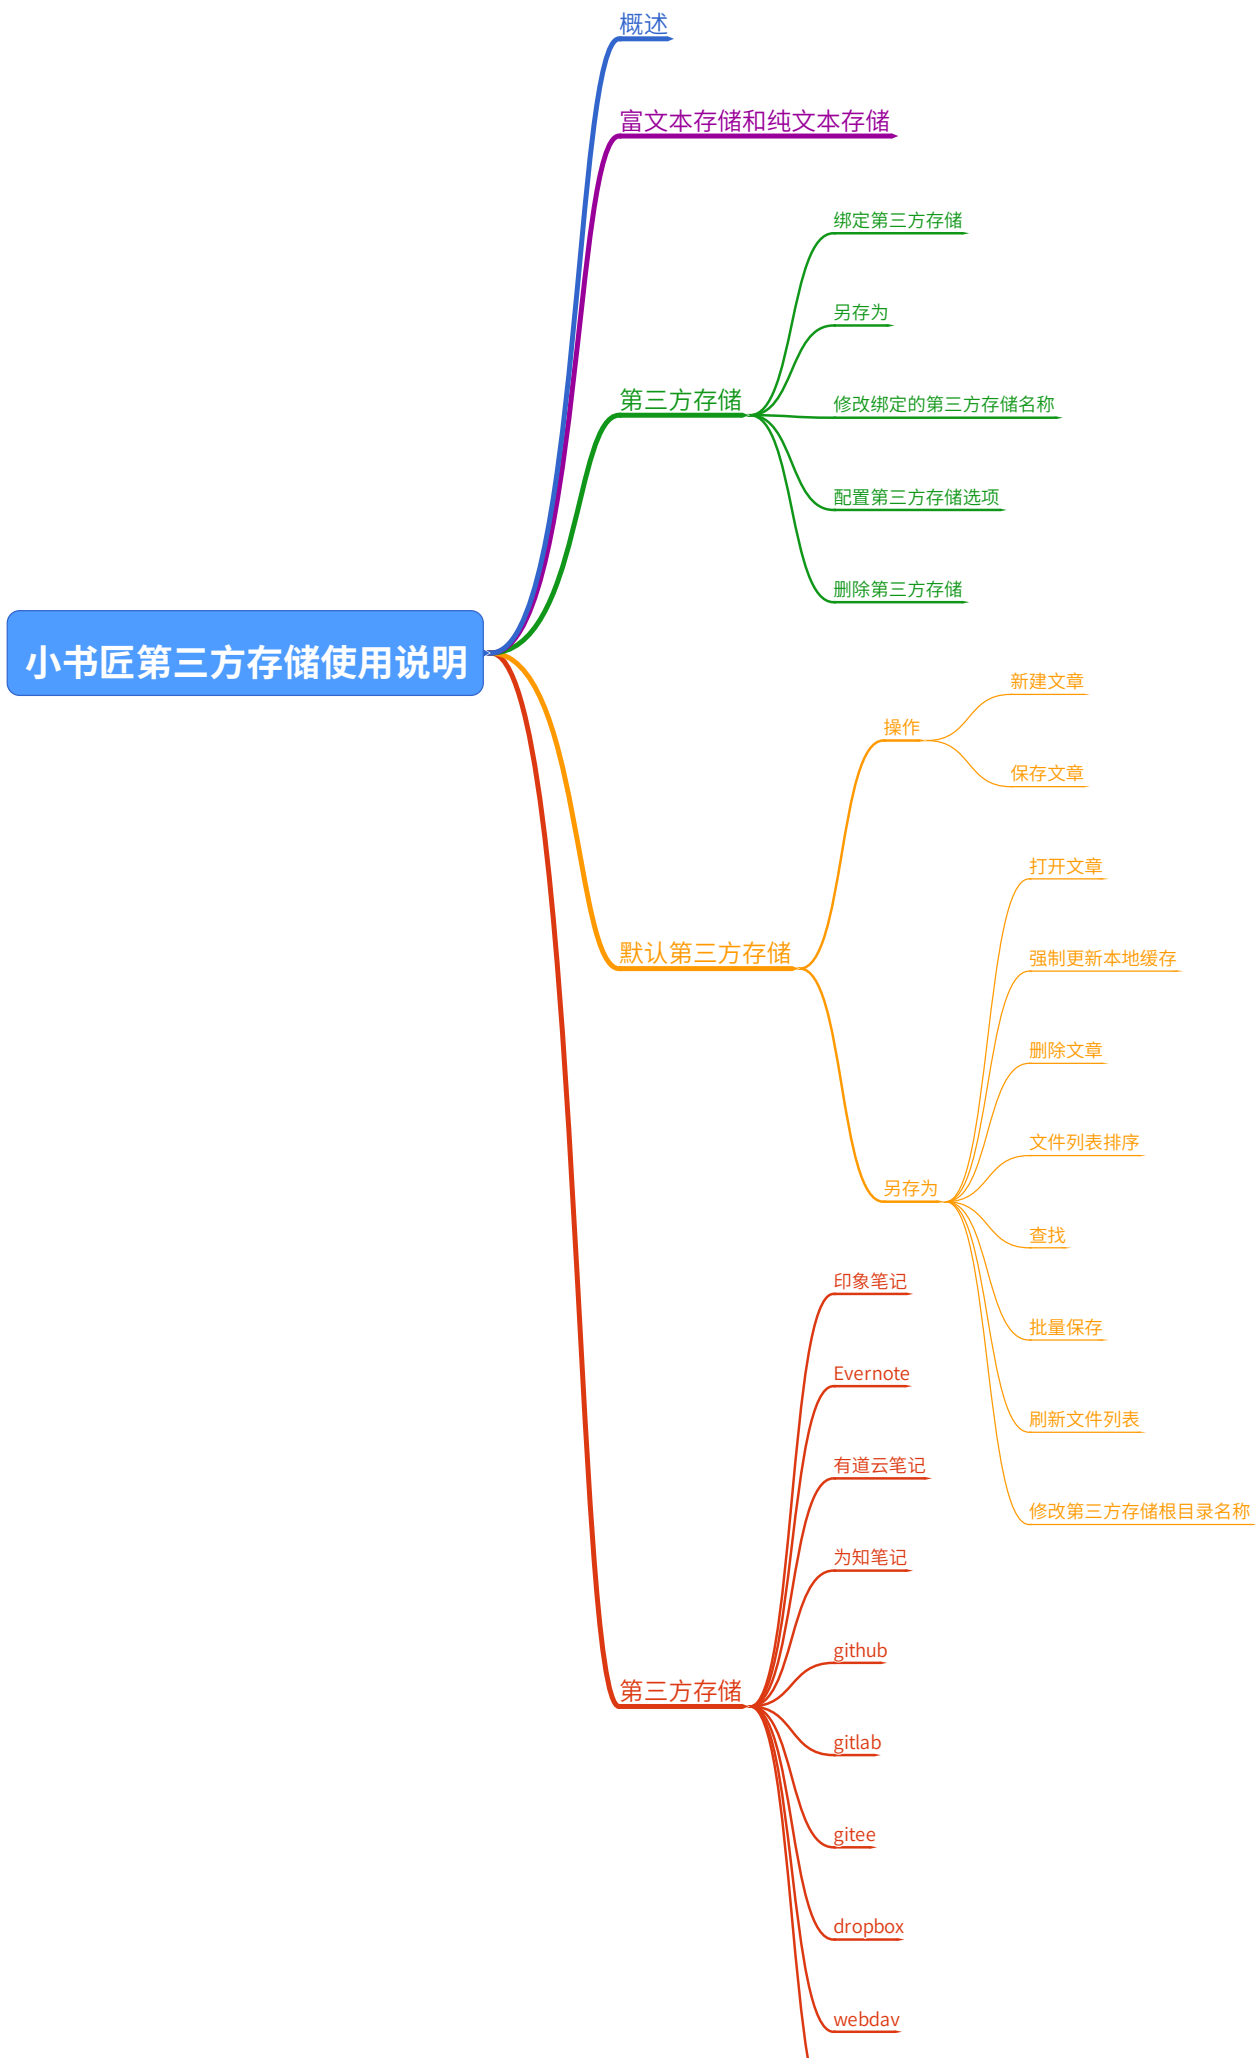 小书匠第三方存储使用说明
概述
富文本存储和纯文本存储
第三方存储
绑定第三方存储
另存为
修改绑定的第三方存储名称
配置第三方存储选项
删除第三方存储
默认第三方存储
操作
新建文章
保存文章
另存为
打开文章
强制更新本地缓存
删除文章
文件列表排序
查找
批量保存
刷新文件列表
修改第三方存储根目录名称
第三方存储
印象笔记
Evernote
有道云笔记
为知笔记
github
gitlab
gitee
dropbox
webdav